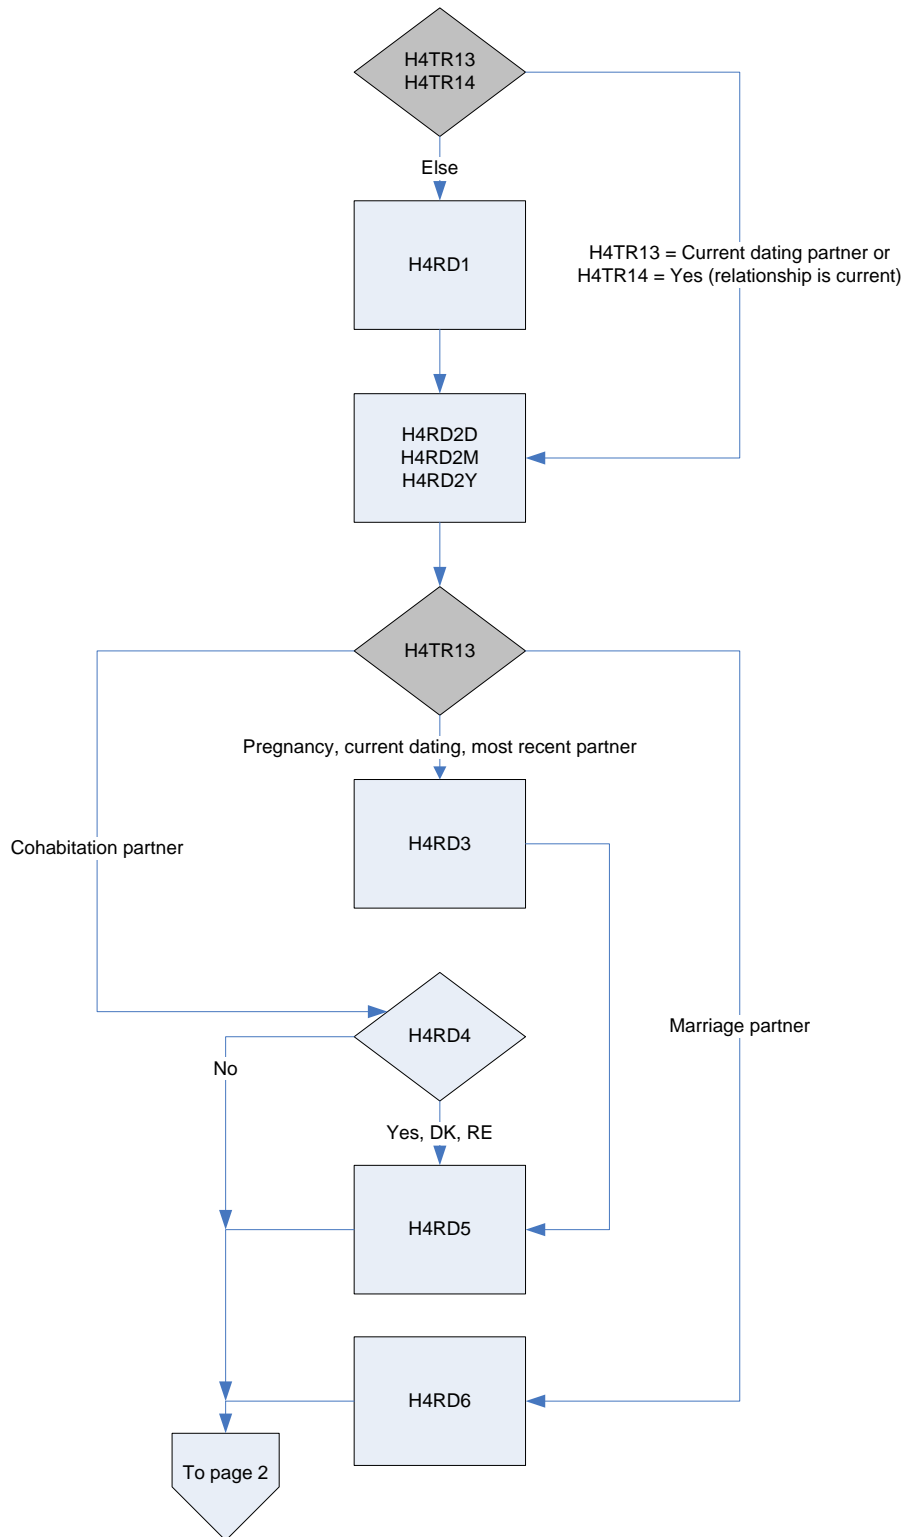 H4TR13
H4TR14
Else
H4RD1
H4TR13 = Current dating partner or
H4TR14 = Yes (relationship is current)
H4RD2D
H4RD2M
H4RD2Y
H4TR13
Pregnancy, current dating, most recent partner
H4RD3
Cohabitation partner
Marriage partner
H4RD4
No
Yes, DK, RE
H4RD5
H4RD6
To page 2